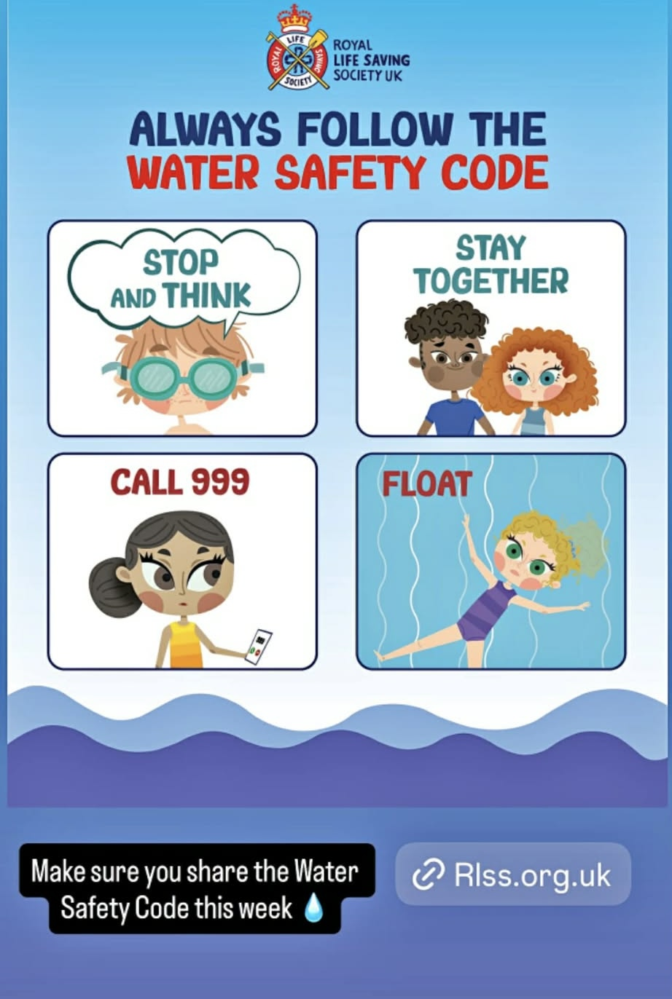 ROYAL LIFE SAVING SOCIETY
ROYAL
LIFE SAVING
SOCIETY UK
ALWAYS FOLLOW THE
WATER SAFETY CODE
STOP
AND THINK
STAY
TOGETHER
CALL 999
999
FLOAT
Make sure you share the Water
Safety Code this week 💧
Rlss.org.uk